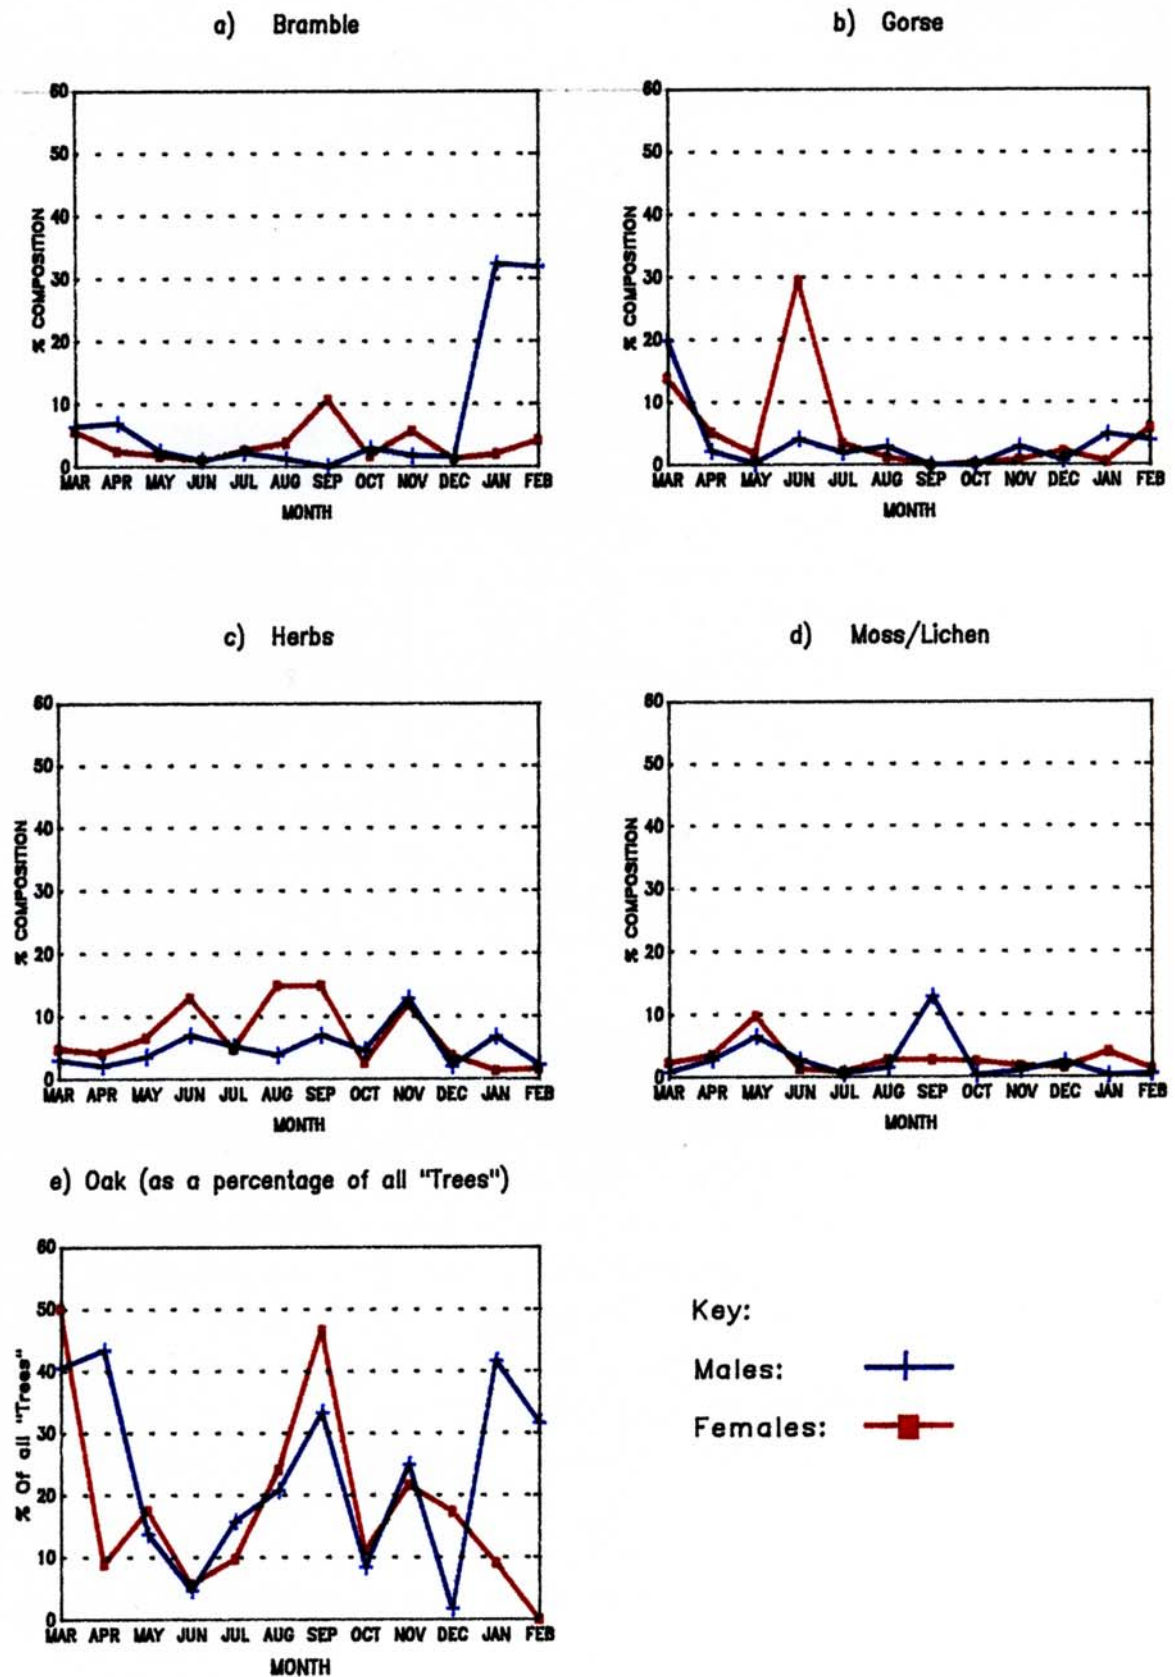 a) Bramble
60
50
40
30
20
10
0
% COMPOSITION
MAR APR MAY JUN JUL AUG SEP OCT NOV DEC JAN FEB
MONTH
b) Gorse
60
50
40
30
20
10
0
% COMPOSITION
MAR APR MAY JUN JUL AUG SEP OCT NOV DEC JAN FEB
MONTH
c) Herbs
60
50
40
30
20
10
0
% COMPOSITION
MAR APR MAY JUN JUL AUG SEP OCT NOV DEC JAN FEB
MONTH
d) Moss/Lichen
60
50
40
30
20
10
0
% COMPOSITION
MAR APR MAY JUN JUL AUG SEP OCT NOV DEC JAN FEB
MONTH
e) Oak (as a percentage of all "Trees")
60
50
40
30
20
10
0
% Of all "Trees"
MAR APR MAY JUN JUL AUG SEP OCT NOV DEC JAN FEB
MONTH
Key:
Males:
Females: